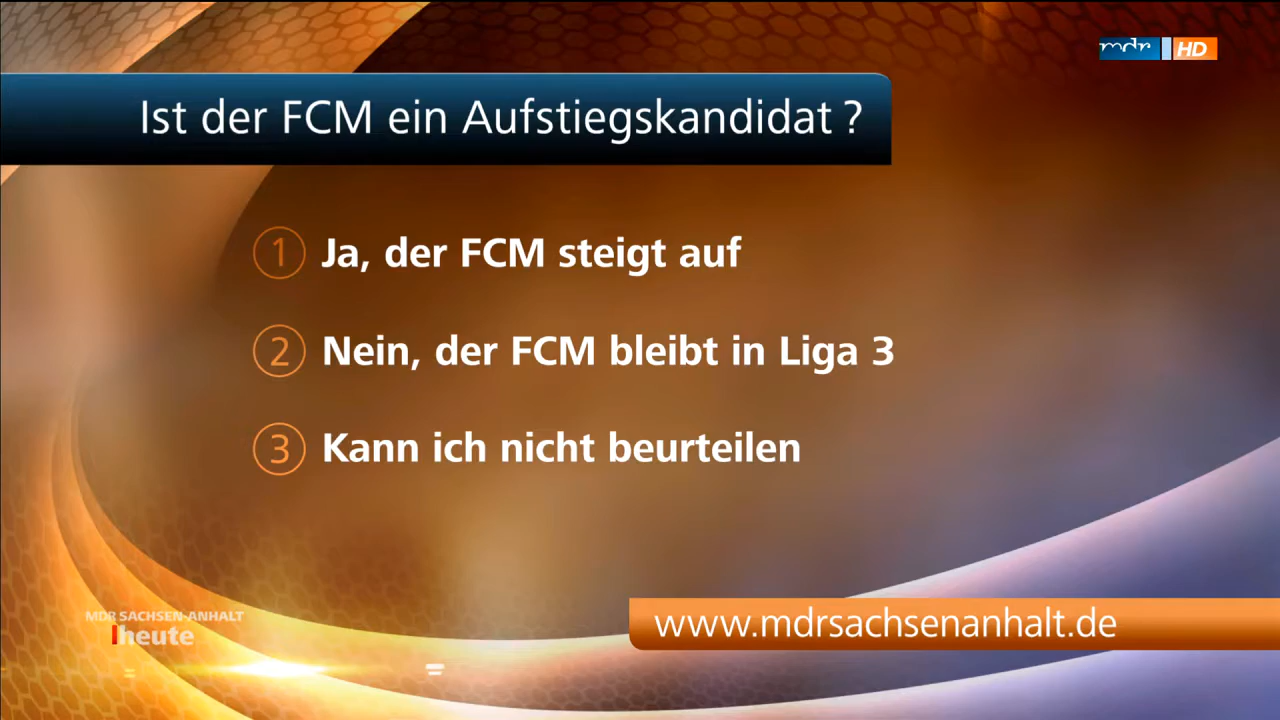 mdr HD
Ist der FCM ein Aufstiegskandidat ?
1 Ja, der FCM steigt auf
2 Nein, der FCM bleibt in Liga 3
3 Kann ich nicht beurteilen
MDR SACHSEN-ANHALT
heute
www.mdrsachsenanhalt.de